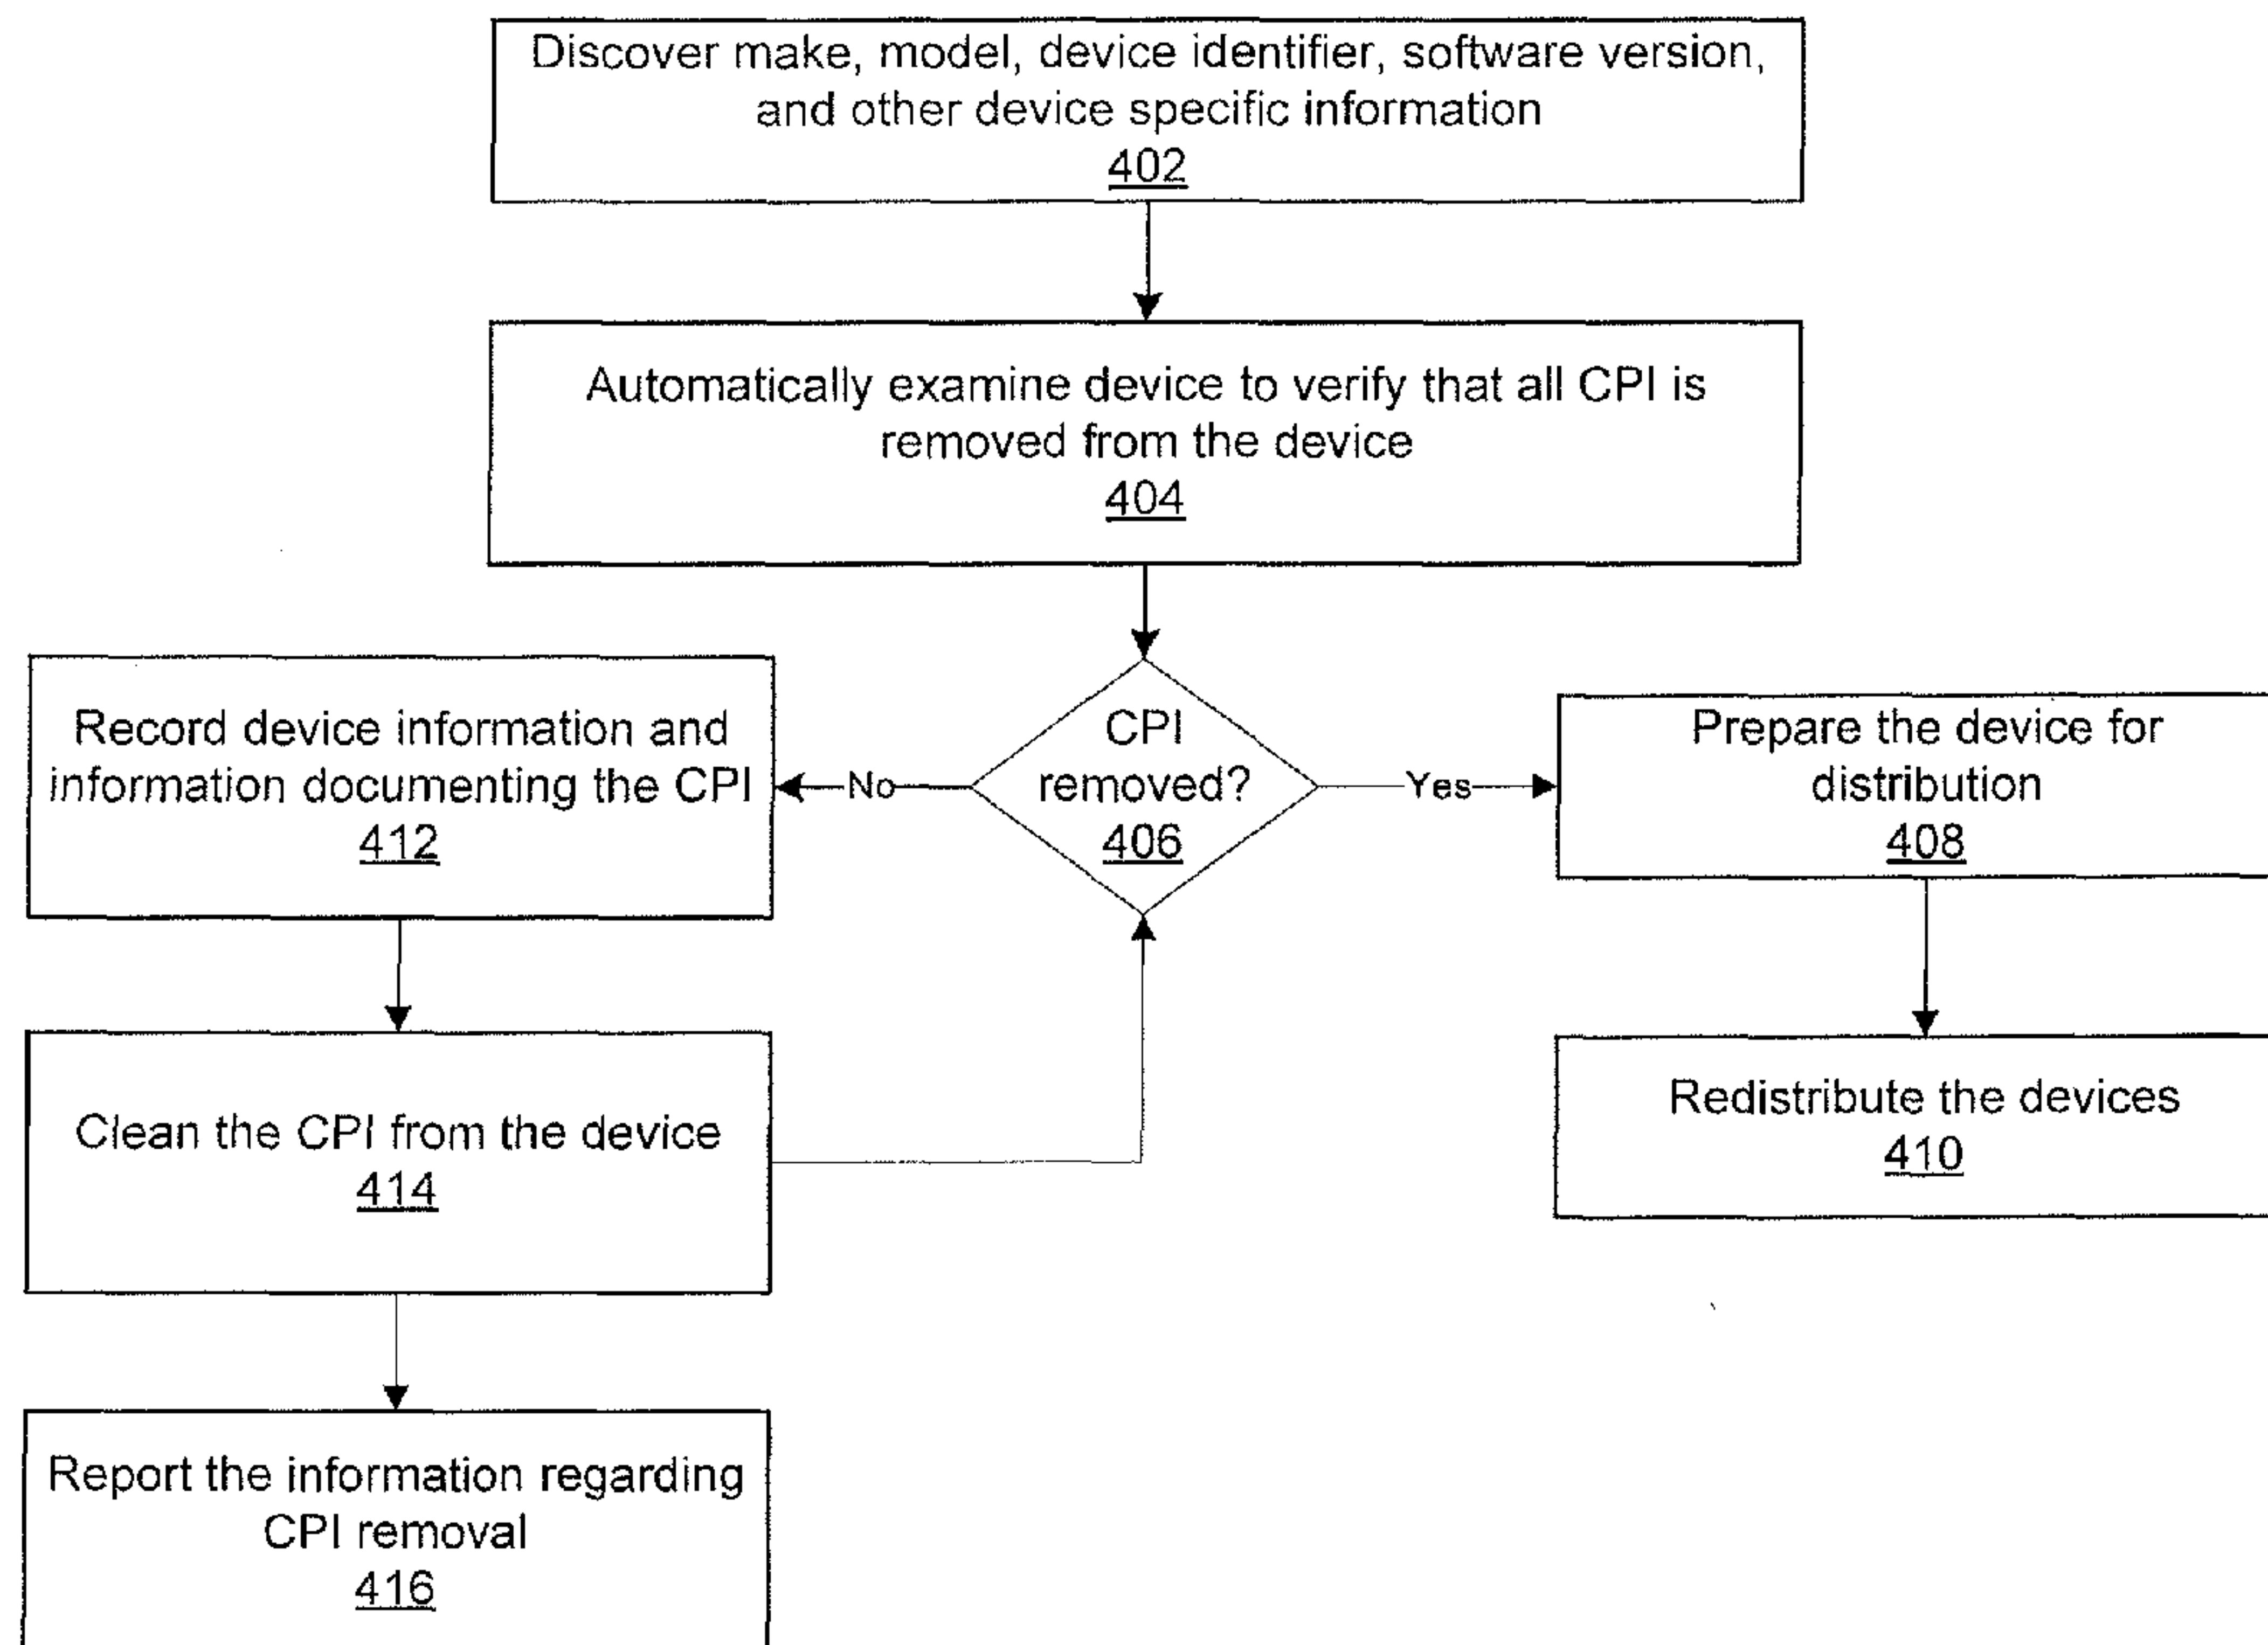 Discover make, model, device identifier, software version,
and other device specific information
402
Automatically examine device to verify that all CPI is
removed from the device
404
CPI
removed?
406
No
Yes
Record device information and
information documenting the CPI
412
Prepare the device for
distribution
408
Clean the CPI from the device
414
Redistribute the devices
410
Report the information regarding
CPI removal
416